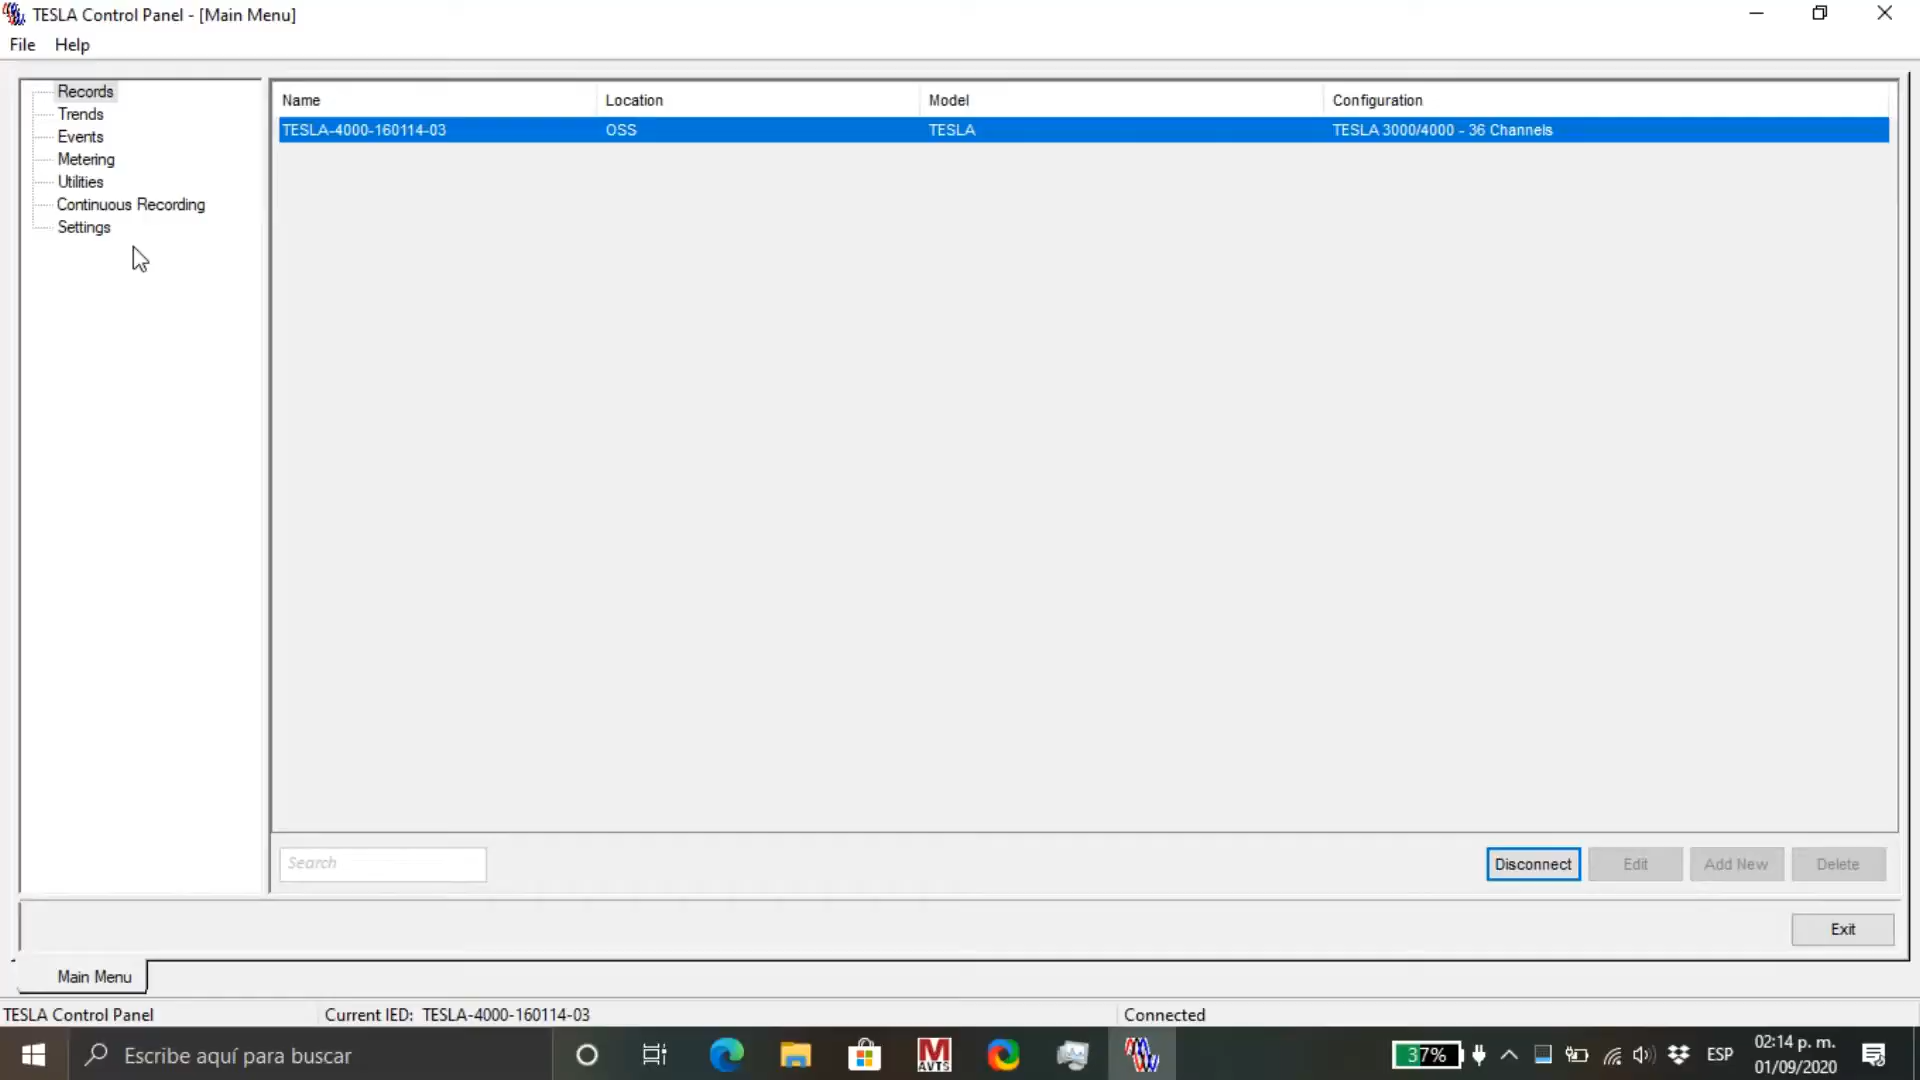 TESLA Control Panel - [Main Menu]
File Help
Records
Trends
Events
Metering
Utilities
Continuous Recording
Settings
Name Location Model Configuration
TESLA-4000-160114-03 OSS TESLA TESLA 3000/4000 - 36 Channels
Search
Disconnect Edit Add New Delete
Exit
Main Menu
TESLA Control Panel Current IED: TESLA-4000-160114-03 Connected
Escribe aquí para buscar
M
AVTS
37%
ESP
02:14 p. m.
01/09/2020